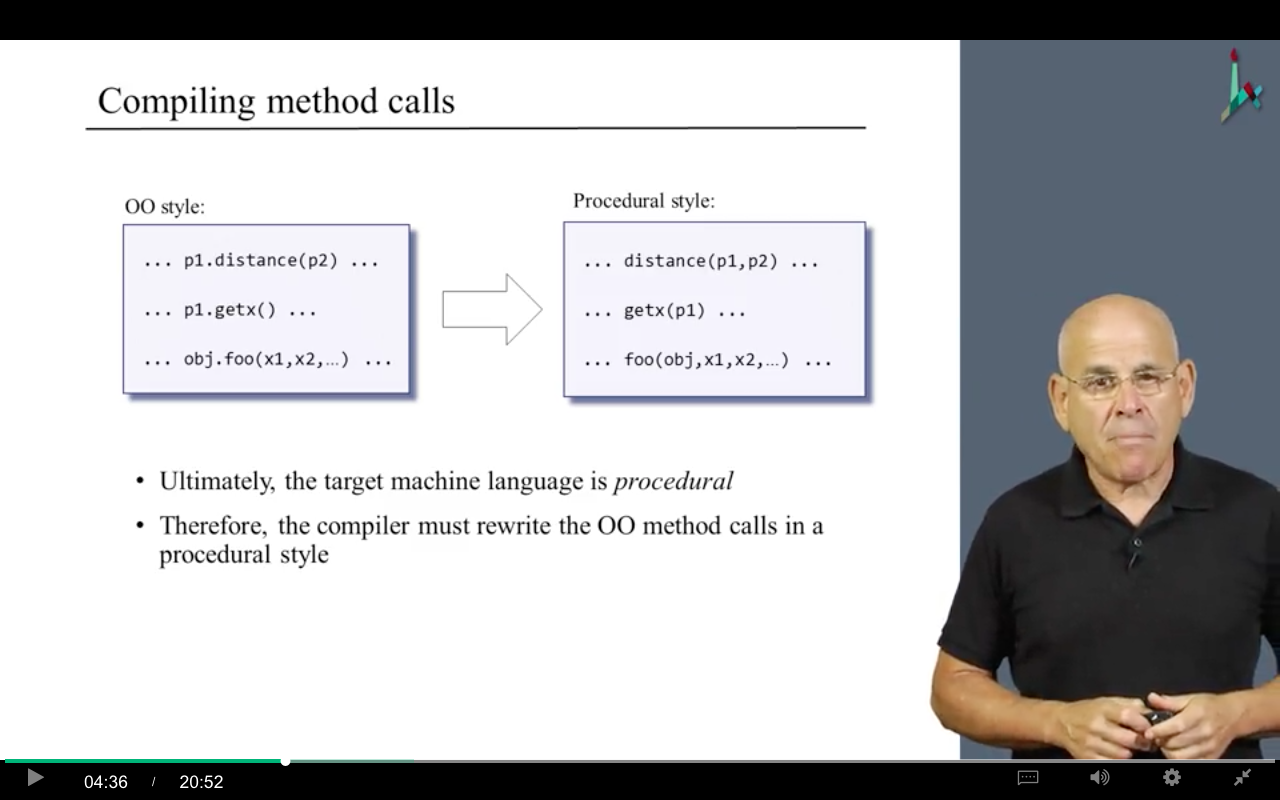 Compiling method calls
OO style:
... p1.distance(p2) ...
... p1.getx() ...
... obj.foo(x1,x2,…) ...
Procedural style:
... distance(p1,p2) ...
... getx(p1) ...
... foo(obj,x1,x2,…) ...
• Ultimately, the target machine language is procedural
• Therefore, the compiler must rewrite the OO method calls in a
procedural style
04:36 / 20:52